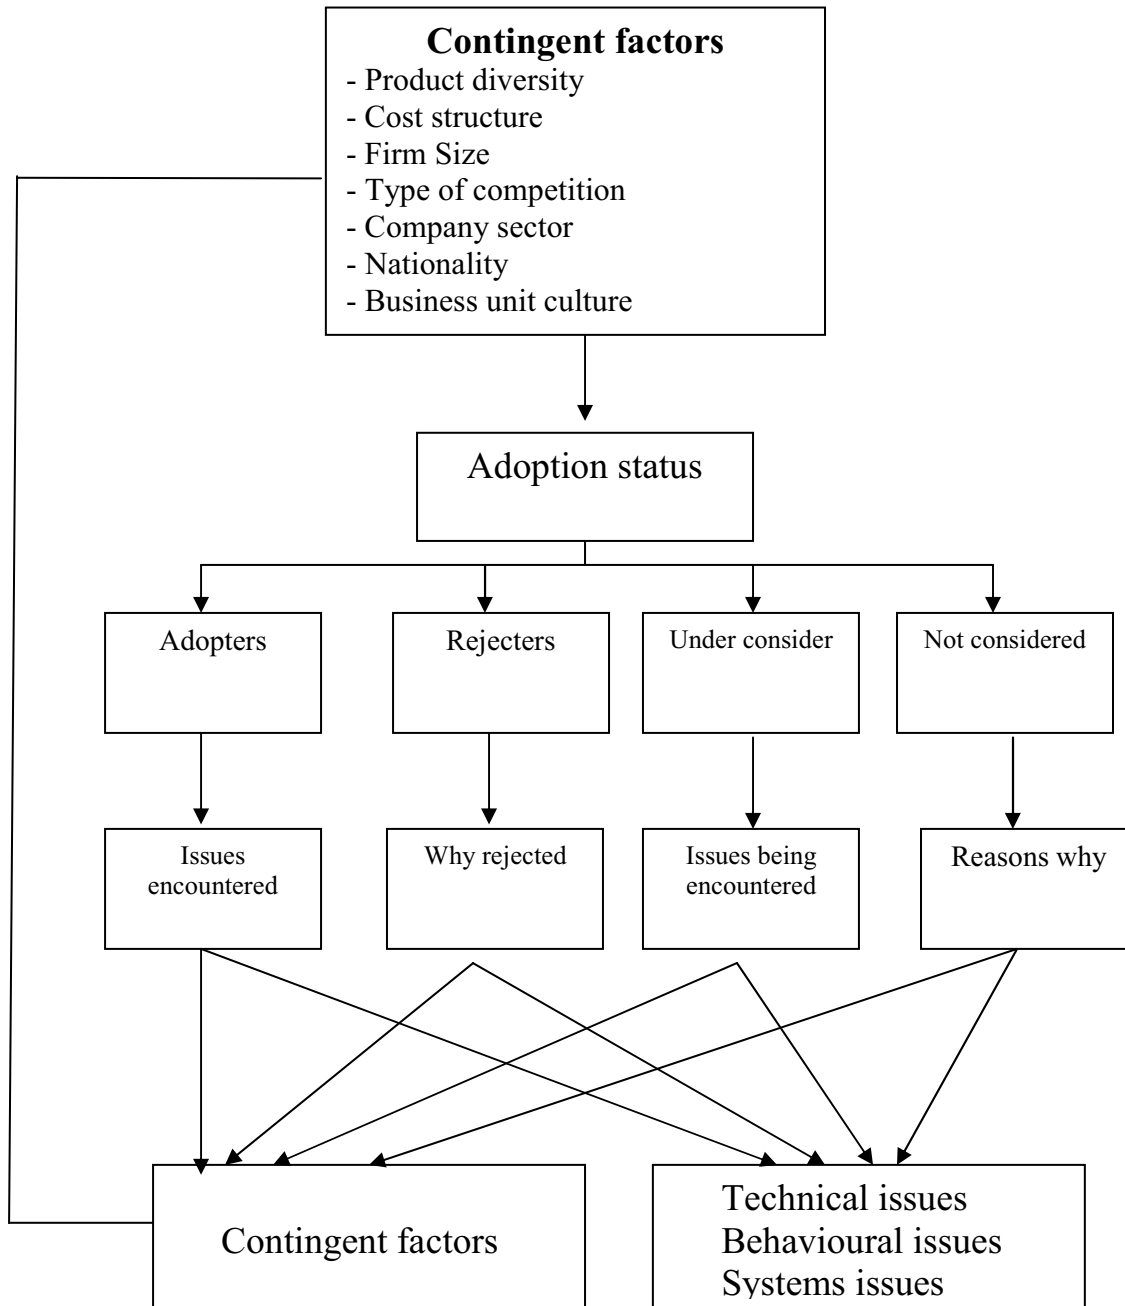 Contingent factors
- Product diversity
- Cost structure
- Firm Size
- Type of competition
- Company sector
- Nationality
- Business unit culture
Adoption status
Adopters
Rejecters
Under consider
Not considered
Issues
encountered
Why rejected
Issues being
encountered
Reasons why
Contingent factors
Technical issues
Behavioural issues
Systems issues